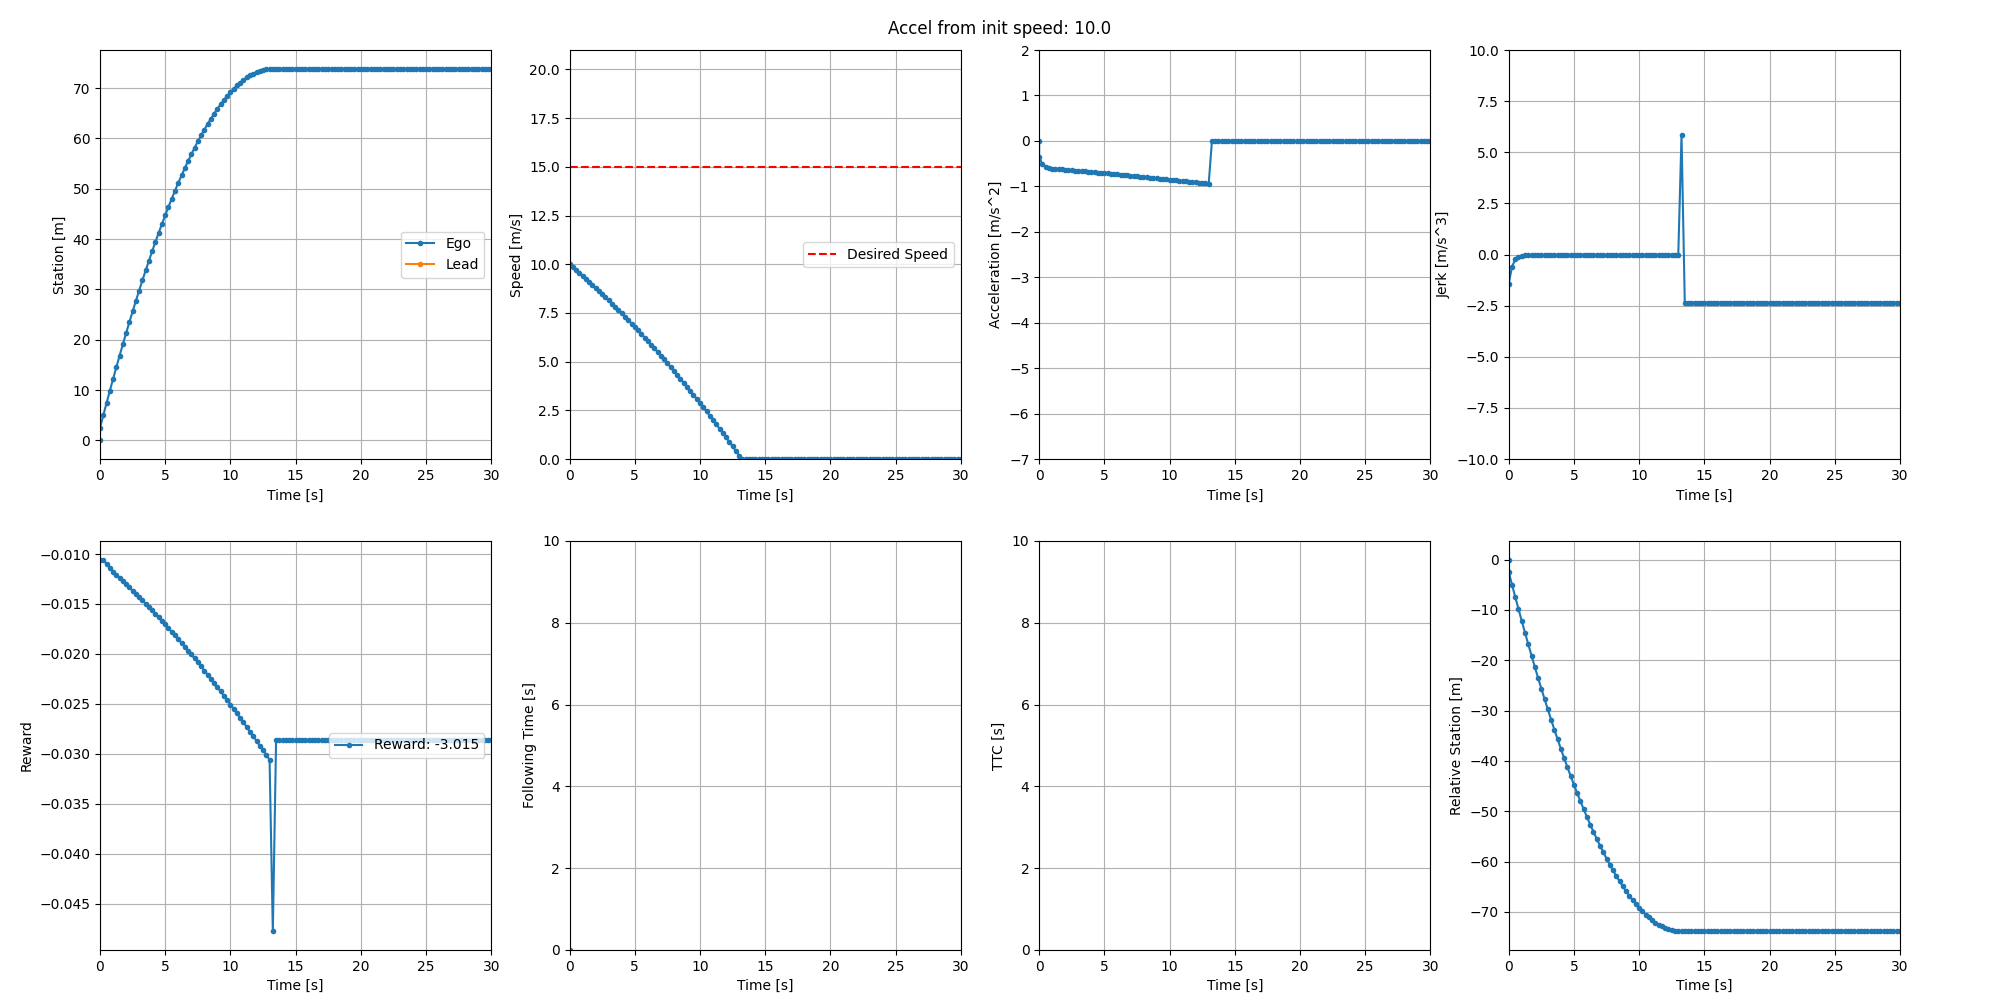 Accel from init speed: 10.0
Station [m]
70
60
50
40
30
20
10
0
Ego
Lead
0 5 10 15 20 25 30
Time [s]
Speed [m/s]
20.0
17.5
15.0
12.5
10.0
7.5
5.0
2.5
0.0
Desired Speed
0 5 10 15 20 25 30
Time [s]
Acceleration [m/s^2]
2
1
0
−1
−2
−3
−4
−5
−6
−7
0 5 10 15 20 25 30
Time [s]
Jerk [m/s^3]
10.0
7.5
5.0
2.5
0.0
−2.5
−5.0
−7.5
−10.0
0 5 10 15 20 25 30
Time [s]
Reward
−0.010
−0.015
−0.020
−0.025
−0.030
−0.035
−0.040
−0.045
Reward: -3.015
0 5 10 15 20 25 30
Time [s]
Following Time [s]
10
8
6
4
2
0
0 5 10 15 20 25 30
Time [s]
TTC [s]
10
8
6
4
2
0
0 5 10 15 20 25 30
Time [s]
Relative Station [m]
0
−10
−20
−30
−40
−50
−60
−70
0 5 10 15 20 25 30
Time [s]